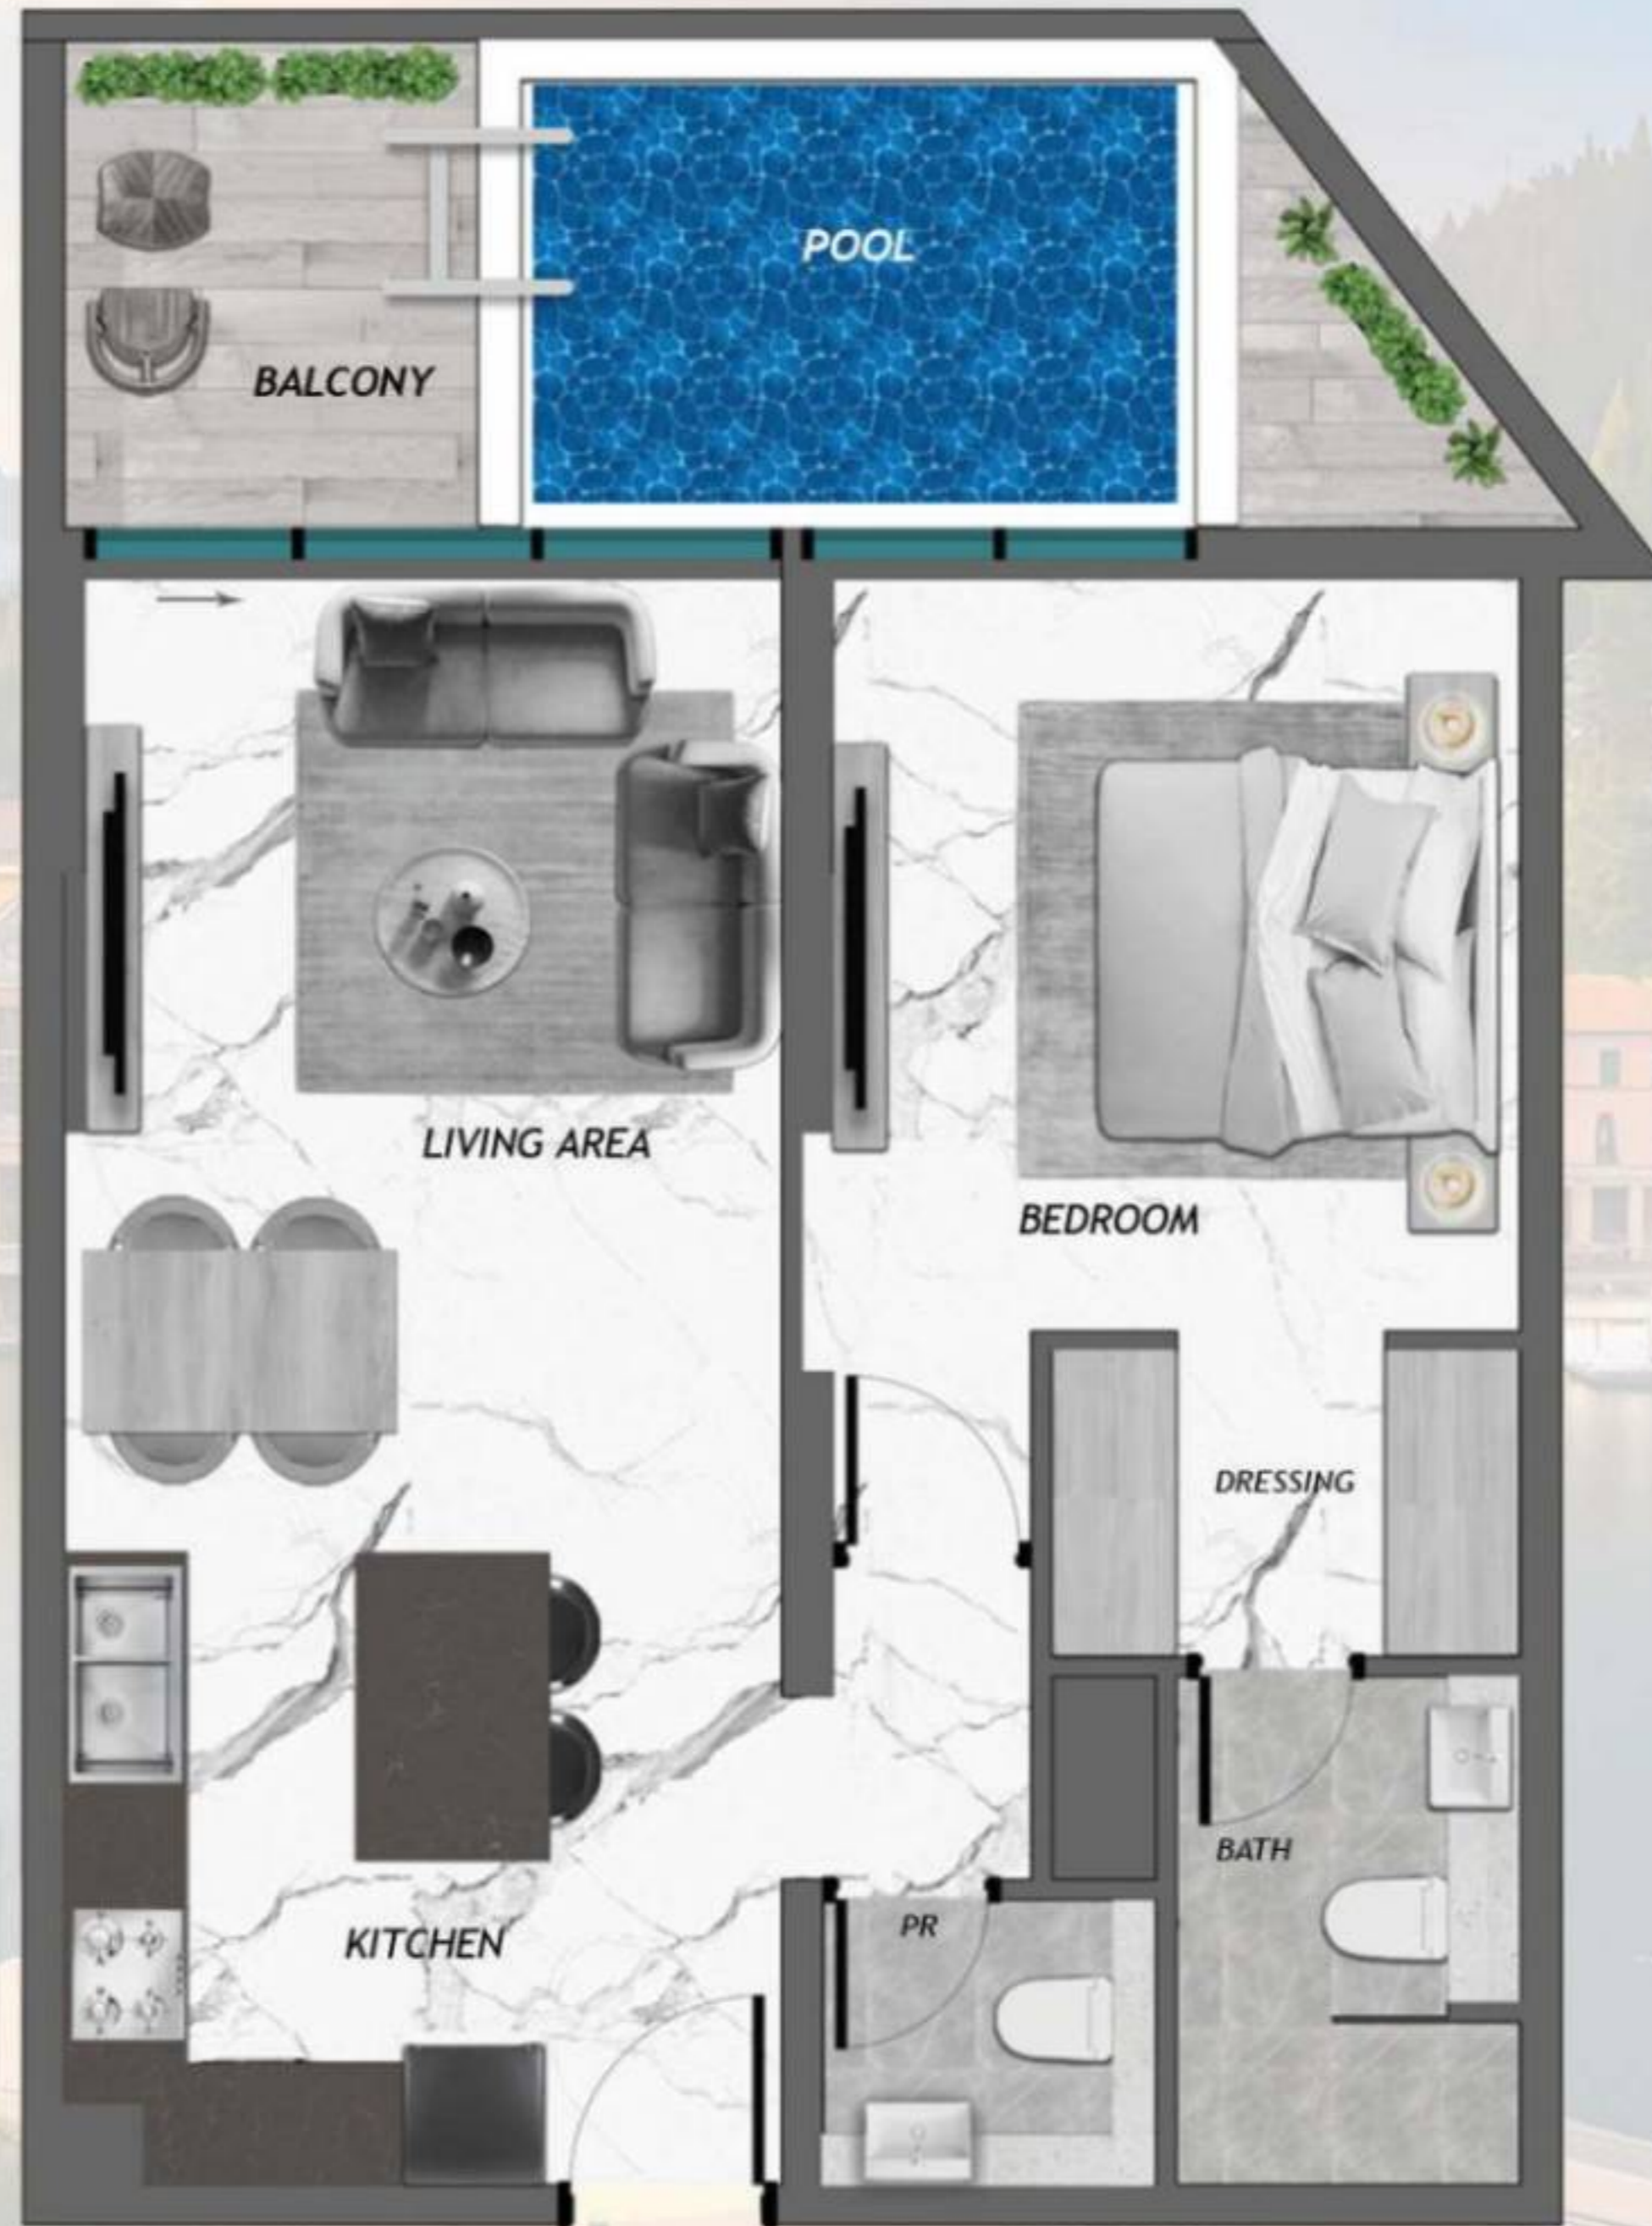 POOL
BALCONY
LIVING AREA
BEDROOM
DRESSING
BATH
PR
KITCHEN